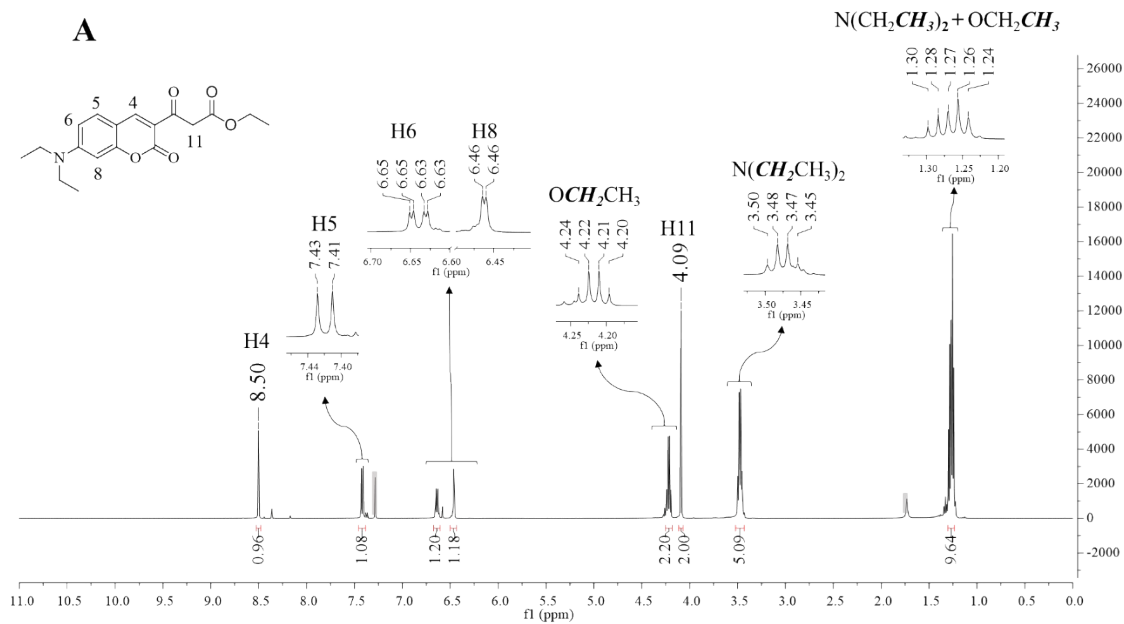 A
N(CH₂CH₃)₂ + OCH₂CH₃
1.30
1.28
1.27
1.26
1.24
1.30 1.25 1.20
f1 (ppm)
5
4
O
O
6
O
11
N
O
O
8
H6
H8
6.65
6.65
6.63
6.63
6.46
6.46
6.70 6.65 6.60 6.45
f1 (ppm)
N(CH₂CH₃)₂
3.50
3.48
3.47
3.45
3.50 3.45
f1 (ppm)
OCH₂CH₃
4.24
4.22
4.21
4.20
4.25 4.20
f1 (ppm)
H5
7.43
7.41
7.44 7.40
f1 (ppm)
H11
4.09
H4
8.50
26000
24000
22000
20000
18000
16000
14000
12000
10000
8000
6000
4000
2000
0
-2000
0.96
1.08
1.20
1.18
2.20
2.00
5.09
9.64
11.0 10.5 10.0 9.5 9.0 8.5 8.0 7.5 7.0 6.5 6.0 5.5 5.0 4.5 4.0 3.5 3.0 2.5 2.0 1.5 1.0 0.5 0.0
f1 (ppm)